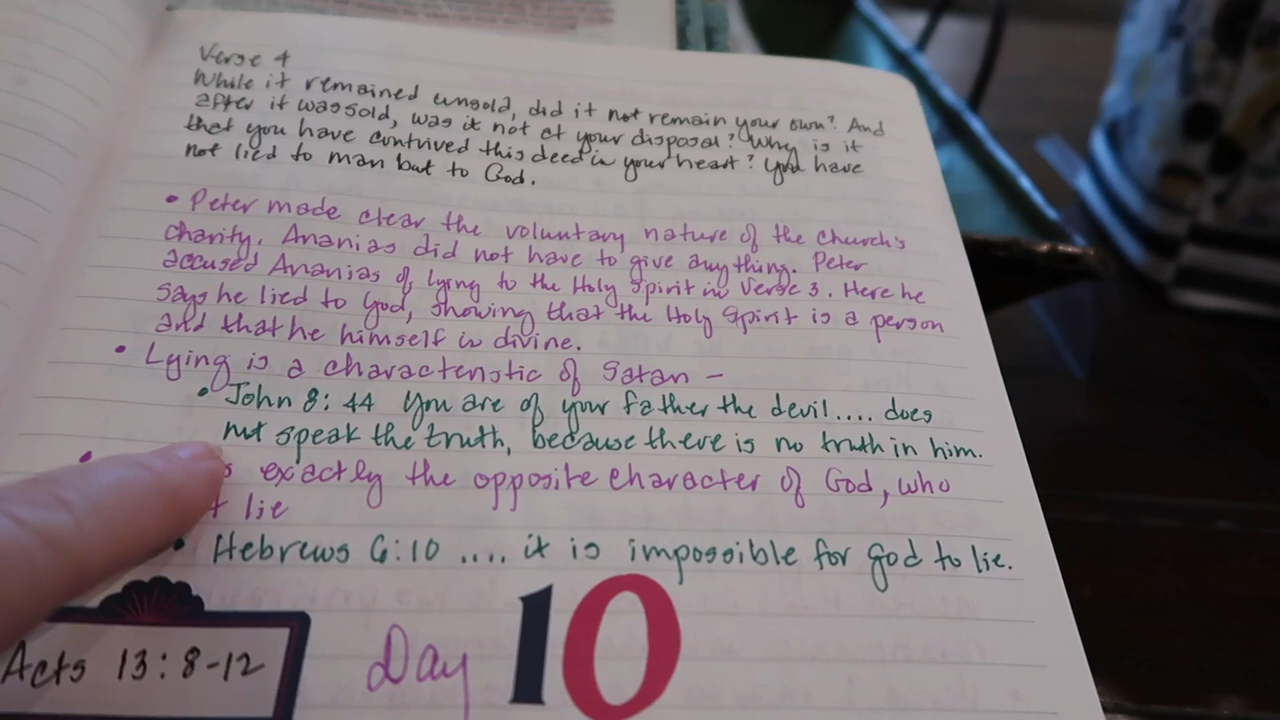 Verse 4
While it remained unsold, did it not remain your own? And
after it was sold, was it not at your disposal? Why is it
that you have contrived this deed in your heart? You have
not lied to man but to God.
• Peter made clear the voluntary nature of the church's
charity. Ananias did not have to give anything. Peter
accused Ananias of lying to the Holy Spirit in Verse 3. Here he
says he lied to God, showing that the Holy Spirit is a person
and that he himself is divine.
• Lying is a characteristic of Satan –
• John 8:44 You are of your father the devil.... does
not speak the truth, because there is no truth in him.
exactly the opposite character of God, who
lie
• Hebrews 6:10 .... it is impossible for god to lie.
Acts 13:8-12
Day 10